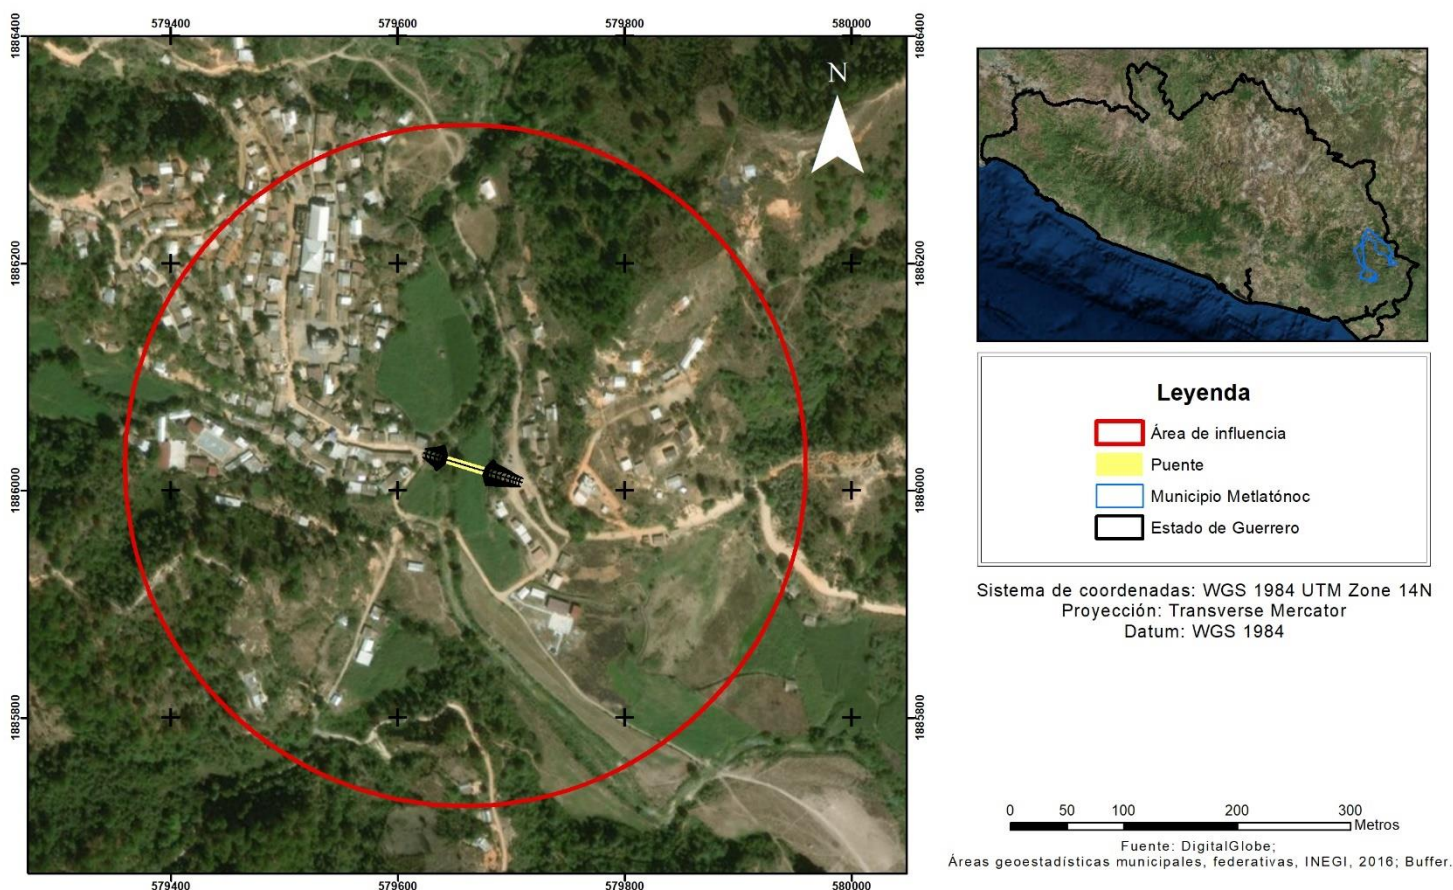 579400
579600
579800
580000
1886400
1886400
N
1886200
1886200
1886000
1886000
1885800
1885800
579400
579600
579800
580000
Leyenda
Área de influencia
Puente
Municipio Metlatónoc
Estado de Guerrero
Sistema de coordenadas: WGS 1984 UTM Zone 14N
Proyección: Transverse Mercator
Datum: WGS 1984
0 50 100 200 300
Metros
Fuente: DigitalGlobe;
Áreas geoestadísticas municipales, federativas, INEGI, 2016; Buffer.